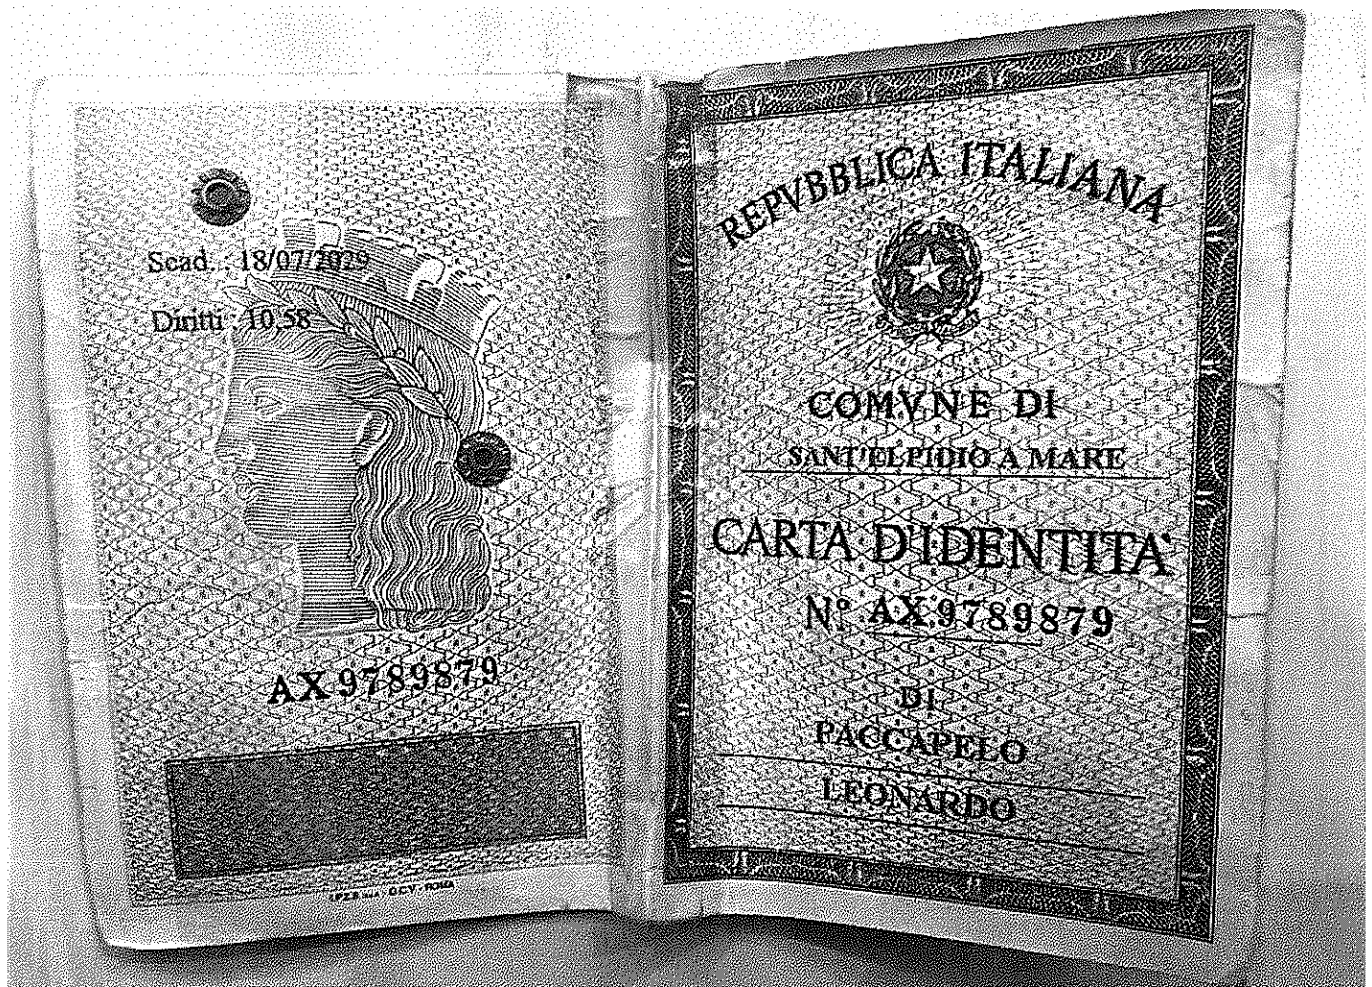 Scad. : 18/07/2029
Diritti : 10,58
AX 9789879
REPVBBLICA ITALIANA
COMVNE DI
SANT'ELPIDIO A MARE
CARTA D'IDENTITA'
N° AX 9789879
DI
PACCAPELO
LEONARDO